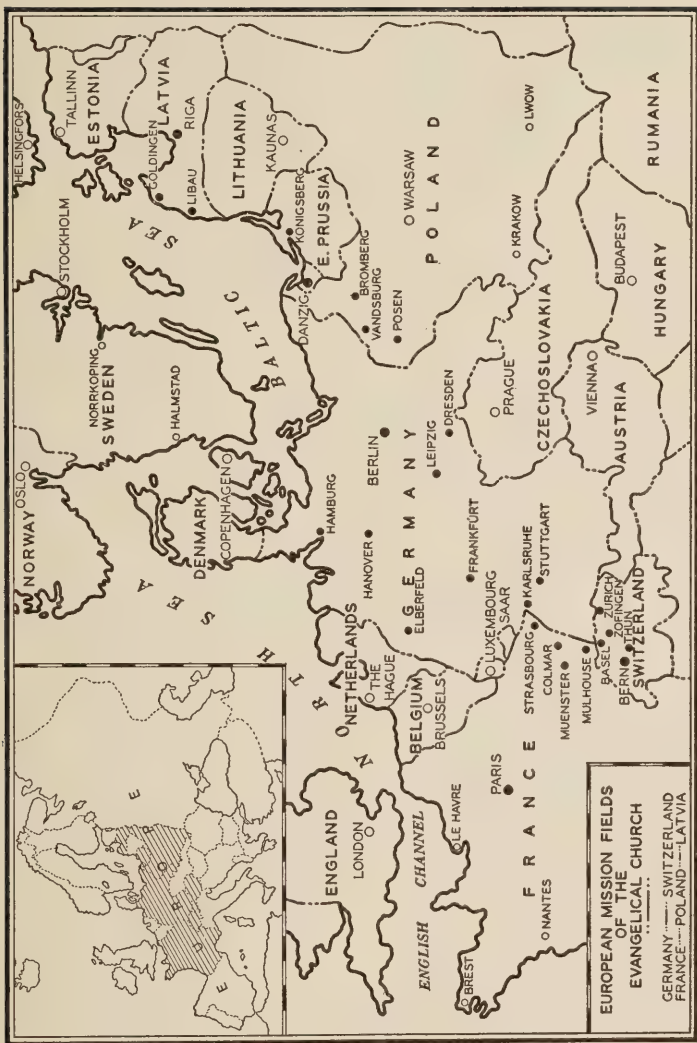 EUROPEAN MISSION FIELDS
OF THE
EVANGELICAL CHURCH
GERMANY SWITZERLAND
FRANCE POLAND LATVIA
EUROPE
NORWAY
OSLO
STOCKHOLM
HELSINGFORS
TALLINN
ESTONIA
NORRKOPING
SWEDEN
HALMSTAD
GOLDINGEN
LATVIA
RIGA
LIBAU
LITHUANIA
KAUNAS
BALTIC SEA
DENMARK
COPENHAGEN
NORTH SEA
KONIGSBERG
E. PRUSSIA
DANZIG
HAMBURG
BROMBERG
VANDSBURG
POSEN
WARSAW
POLAND
ENGLAND
LONDON
NETHERLANDS
THE HAGUE
HANOVER
BERLIN
GERMANY
ELBERFELD
LEIPZIG
DRESDEN
ENGLISH CHANNEL
BELGIUM
BRUSSELS
LE HAVRE
BREST
LUXEMBOURG
SAAR
FRANKFÜRT
PRAGUE
CZECHOSLOVAKIA
KRAKOW
LWOW
PARIS
FRANCE
NANTES
STRASBOURG
KARLSRUHE
STUTTGART
COLMAR
MUENSTER
MULHOUSE
BASEL
ZURICH
ZOFINGEN
BERN
THUN
SWITZERLAND
VIENNA
AUSTRIA
BUDAPEST
HUNGARY
RUMANIA